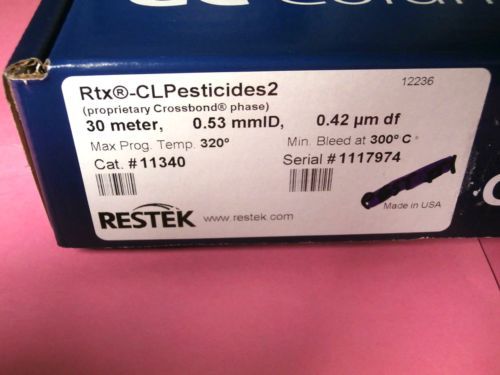 Rtx®-CLPesticides2
12236
(proprietary Crossbond® phase)
30 meter, 0.53 mmID, 0.42 µm df
Max Prog. Temp. 320° Min. Bleed at 300° C
Cat. #11340 Serial #1117974
RESTEK www.restek.com
Made in USA